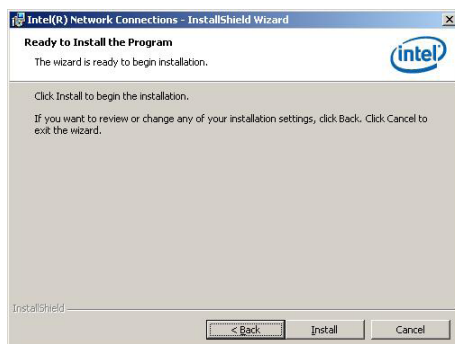 Intel(R) Network Connections - InstallShield Wizard
Ready to Install the Program
The wizard is ready to begin installation.
intel
Click Install to begin the installation.
If you want to review or change any of your installation settings, click Back. Click Cancel to
exit the wizard.
InstallShield
< Back Install Cancel